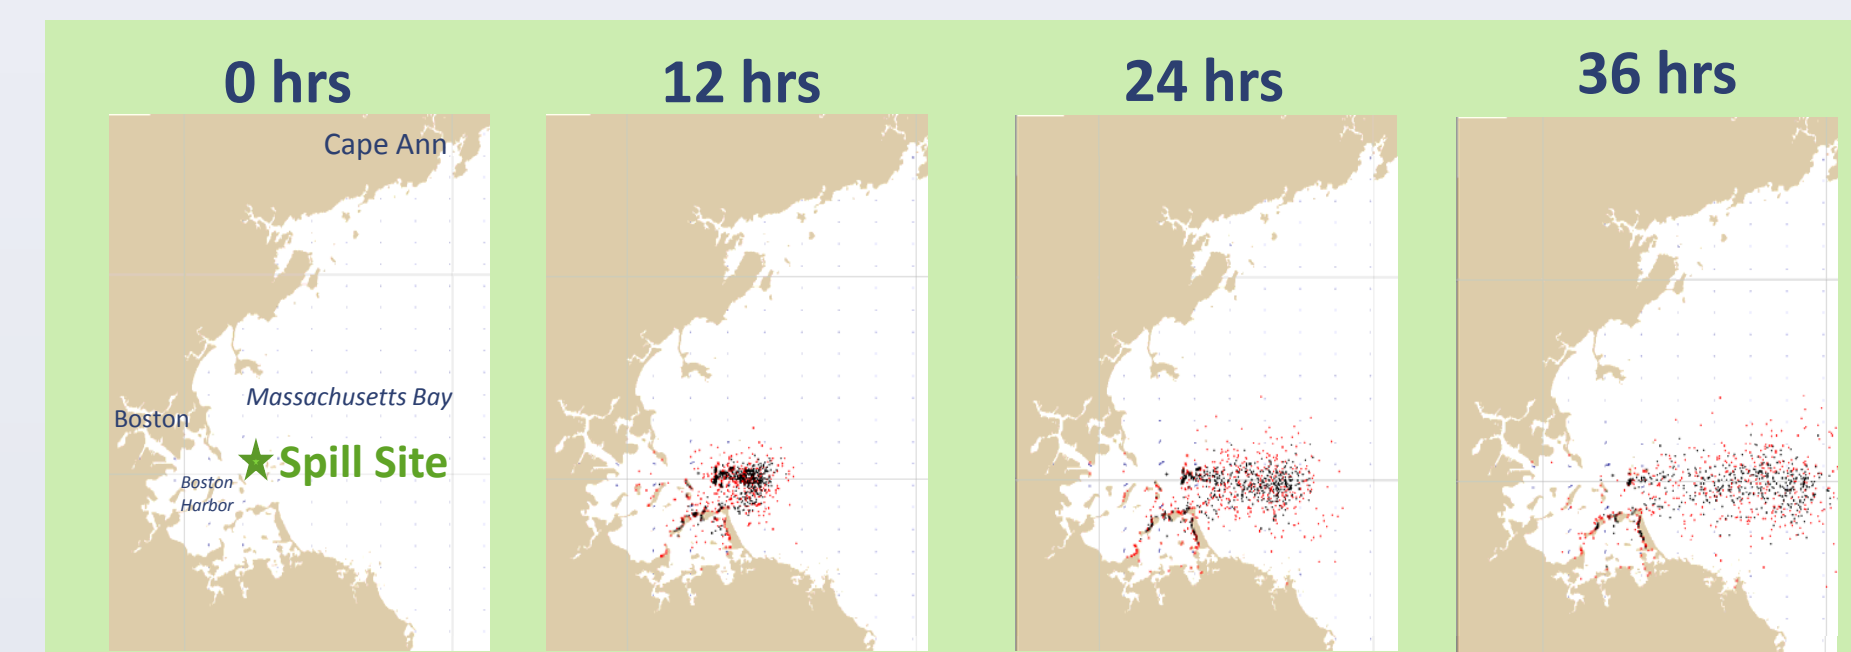 0 hrs
12 hrs
24 hrs
36 hrs
Cape Ann
Massachusetts Bay
Boston
Spill Site
Boston
Harbor